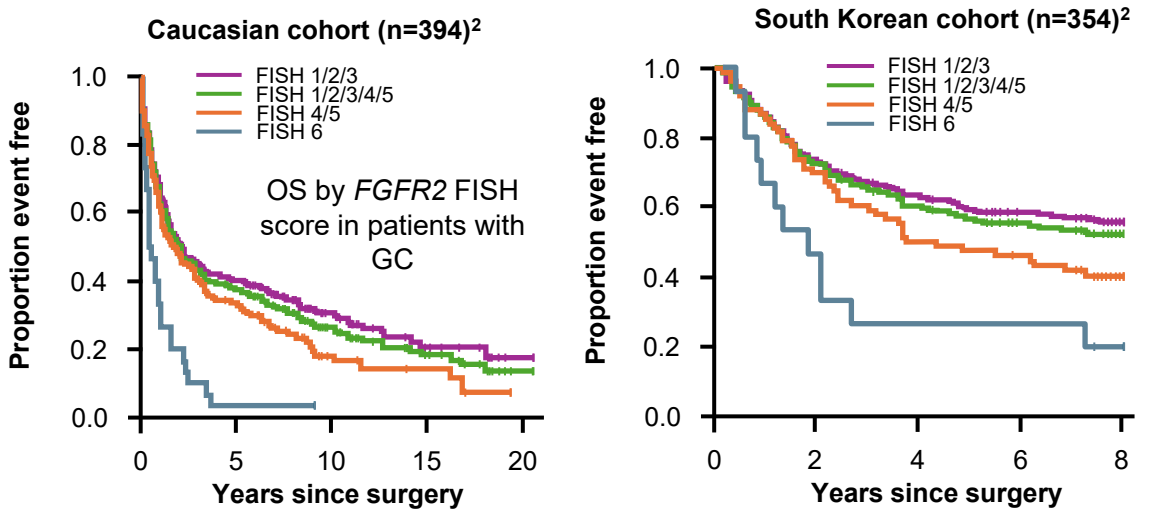 Caucasian cohort (n=394)²
FISH 1/2/3
FISH 1/2/3/4/5
FISH 4/5
FISH 6
OS by FGFR2 FISH
score in patients with
GC
Proportion event free
1.0
0.8
0.6
0.4
0.2
0.0
0 5 10 15 20
Years since surgery
South Korean cohort (n=354)²
FISH 1/2/3
FISH 1/2/3/4/5
FISH 4/5
FISH 6
Proportion event free
1.0
0.8
0.6
0.4
0.2
0.0
0 2 4 6 8
Years since surgery